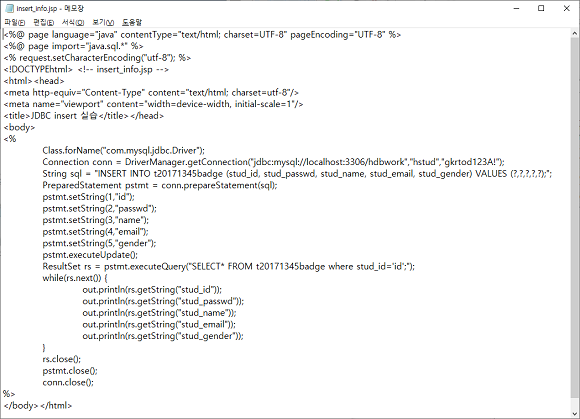 insert_info.jsp - 메모장
파일(F) 편집(E) 서식(O) 보기(V) 도움말
<%@ page language="java" contentType="text/html; charset=UTF-8" pageEncoding="UTF-8" %>
<%@ page import="java.sql.*" %>
<% request.setCharacterEncoding("utf-8"); %>
<!DOCTYPEhtml> <!-- insert_info.jsp -->
<html><head>
<meta http-equiv="Content-Type" content="text/html; charset=utf-8"/>
<meta name="viewport" content="width=device-width, initial-scale=1"/>
<title>JDBC insert 실습</title></head>
<body>
<%
Class.forName("com.mysql.jdbc.Driver");
Connection conn = DriverManager.getConnection("jdbc:mysql://localhost:3306/hdbwork","hstud","gkrtod123A!");
String sql = "INSERT INTO t20171345badge (stud_id, stud_passwd, stud_name, stud_email, stud_gender) VALUES (?,?,?,?,?);";
PreparedStatement pstmt = conn.prepareStatement(sql);
pstmt.setString(1,"id");
pstmt.setString(2,"passwd");
pstmt.setString(3,"name");
pstmt.setString(4,"email");
pstmt.setString(5,"gender");
pstmt.executeUpdate();
ResultSet rs = pstmt.executeQuery("SELECT* FROM t20171345badge where stud_id='id';");
while(rs.next()) {
out.println(rs.getString("stud_id"));
out.println(rs.getString("stud_passwd"));
out.println(rs.getString("stud_name"));
out.println(rs.getString("stud_email"));
out.println(rs.getString("stud_gender"));
}
rs.close();
pstmt.close();
conn.close();
%>
</body></html>